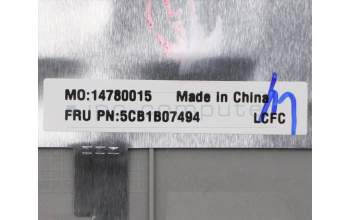 MO:14780015 Made in China
FRU PN:5CB1B07494 LCFC